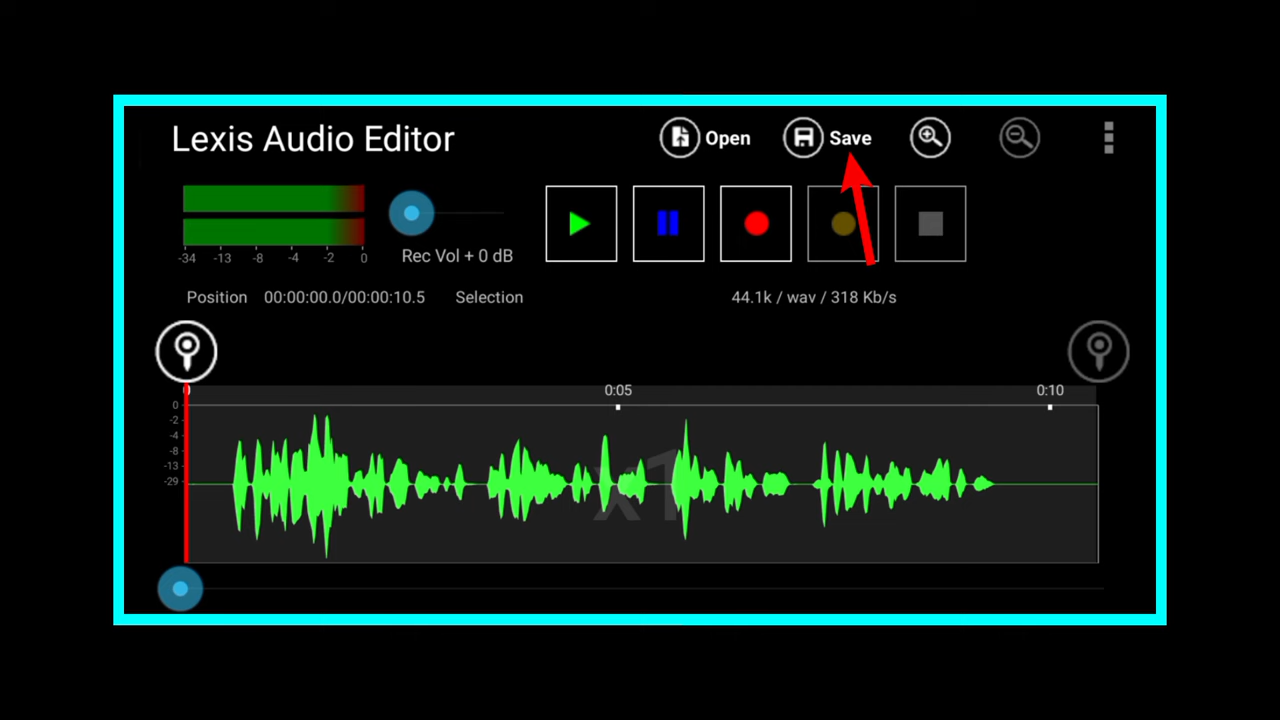 Lexis Audio Editor
Open
Save
-34 -13 -8 -4 -2 0
Rec Vol + 0 dB
Position 00:00:00.0/00:00:10.5 Selection 44.1k / wav / 318 Kb/s
0 0:05 0:10
0
-2
-4
-8
-13
-29
x1